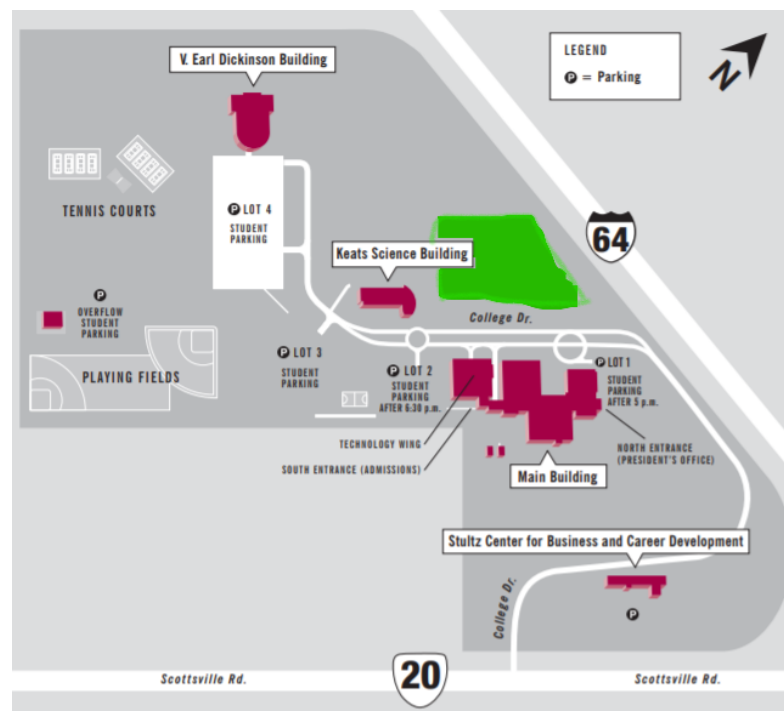 V. Earl Dickinson Building
LEGEND
P = Parking
N
TENNIS COURTS
P LOT 4
STUDENT
PARKING
64
Keats Science Building
College Dr.
P
OVERFLOW
STUDENT
PARKING
PLAYING FIELDS
P LOT 3
STUDENT
PARKING
P LOT 2
STUDENT
PARKING
AFTER 6:30 p.m.
P LOT 1
STUDENT
PARKING
AFTER 5 p.m.
TECHNOLOGY WING
SOUTH ENTRANCE (ADMISSIONS)
NORTH ENTRANCE
(PRESIDENT'S OFFICE)
Main Building
Stultz Center for Business and Career Development
P
College Dr.
Scottsville Rd.
20
Scottsville Rd.